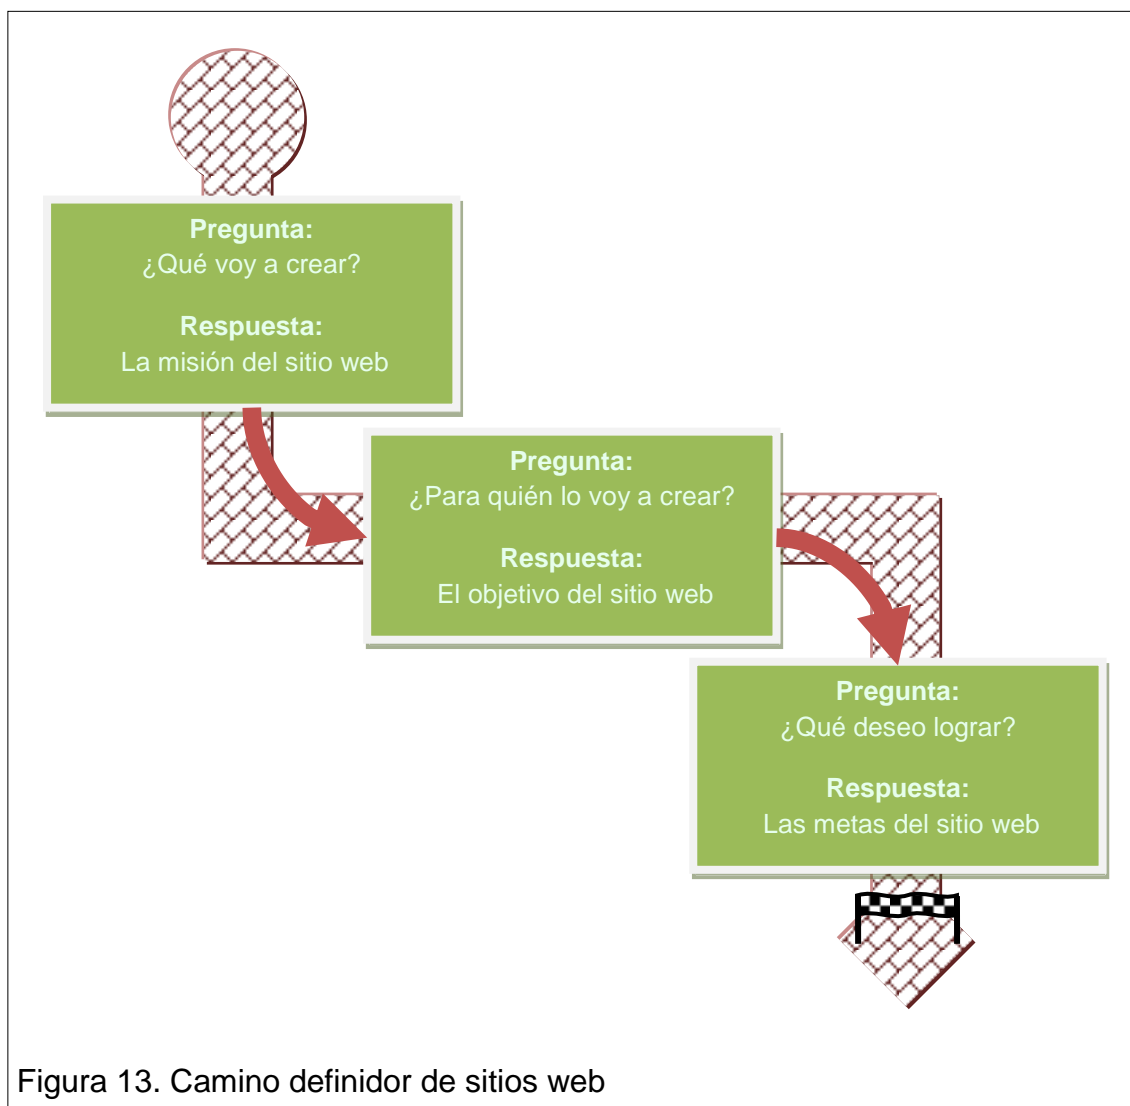 Pregunta:
¿Qué voy a crear?
Respuesta:
La misión del sitio web
Pregunta:
¿Para quién lo voy a crear?
Respuesta:
El objetivo del sitio web
Pregunta:
¿Qué deseo lograr?
Respuesta:
Las metas del sitio web
Figura 13. Camino definidor de sitios web